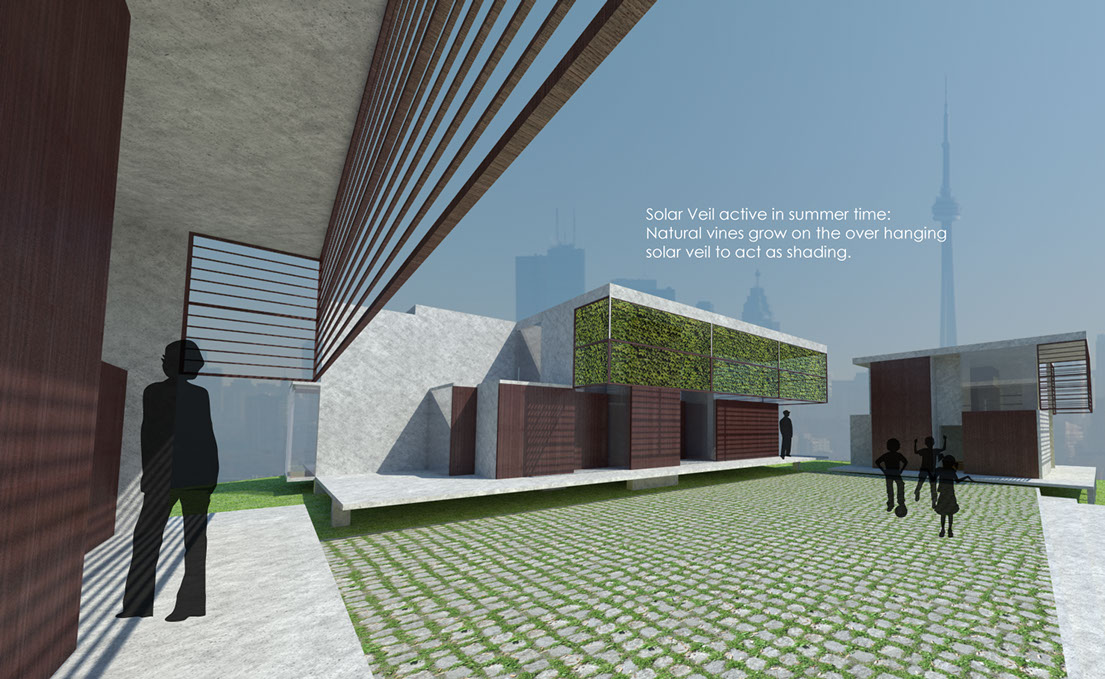 Solar Veil active in summer time:
Natural vines grow on the over hanging
solar veil to act as shading.